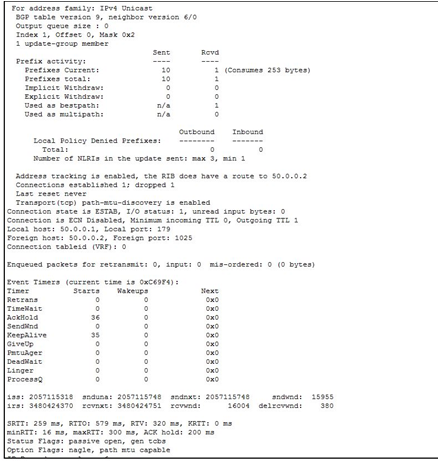 For address family: IPv4 Unicast
BGP table version 9, neighbor version 6/0
Output queue size : 0
Index 1, Offset 0, Mask 0x2
1 update-group member
Sent Rcvd
Prefix activity: ---- ----
Prefixes Current: 10 1 (Consumes 253 bytes)
Prefixes total: 10 1
Implicit Withdraw: 0 0
Explicit Withdraw: 0 0
Used as bestpath: n/a 1
Used as multipath: n/a 0
Outbound Inbound
Local Policy Denied Prefixes: -------- -------
Total: 0 0
Number of NLRIs in the update sent: max 3, min 1
Address tracking is enabled, the RIB does have a route to 50.0.0.2
Connections established 1; dropped 1
Last reset never
Transport(tcp) path-mtu-discovery is enabled
Connection state is ESTAB, I/O status: 1, unread input bytes: 0
Connection is ECN Disabled, Minimum incoming TTL 0, Outgoing TTL 1
Local host: 50.0.0.1, Local port: 179
Foreign host: 50.0.0.2, Foreign port: 1025
Connection tableid (VRF): 0
Enqueued packets for retransmit: 0, input: 0 mis-ordered: 0 (0 bytes)
Event Timers (current time is 0xC69F4):
Timer Starts Wakeups Next
Retrans 0 0 0x0
TimeWait 0 0 0x0
AckHold 36 0 0x0
SendWnd 0 0 0x0
KeepAlive 35 0 0x0
GiveUp 0 0 0x0
PmtuAger 0 0 0x0
DeadWait 0 0 0x0
Linger 0 0 0x0
ProcessQ 0 0 0x0
iss: 2057115318 snduna: 2057115748 sndnxt: 2057115748 sndwnd: 15955
irs: 3480424370 rcvnxt: 3480424751 rcvwnd: 16004 delrcvwnd: 380
SRTT: 259 ms, RTTO: 579 ms, RTV: 320 ms, KRTT: 0 ms
minRTT: 16 ms, maxRTT: 300 ms, ACK hold: 200 ms
Status Flags: passive open, gen tcbs
Option Flags: nagle, path mtu capable